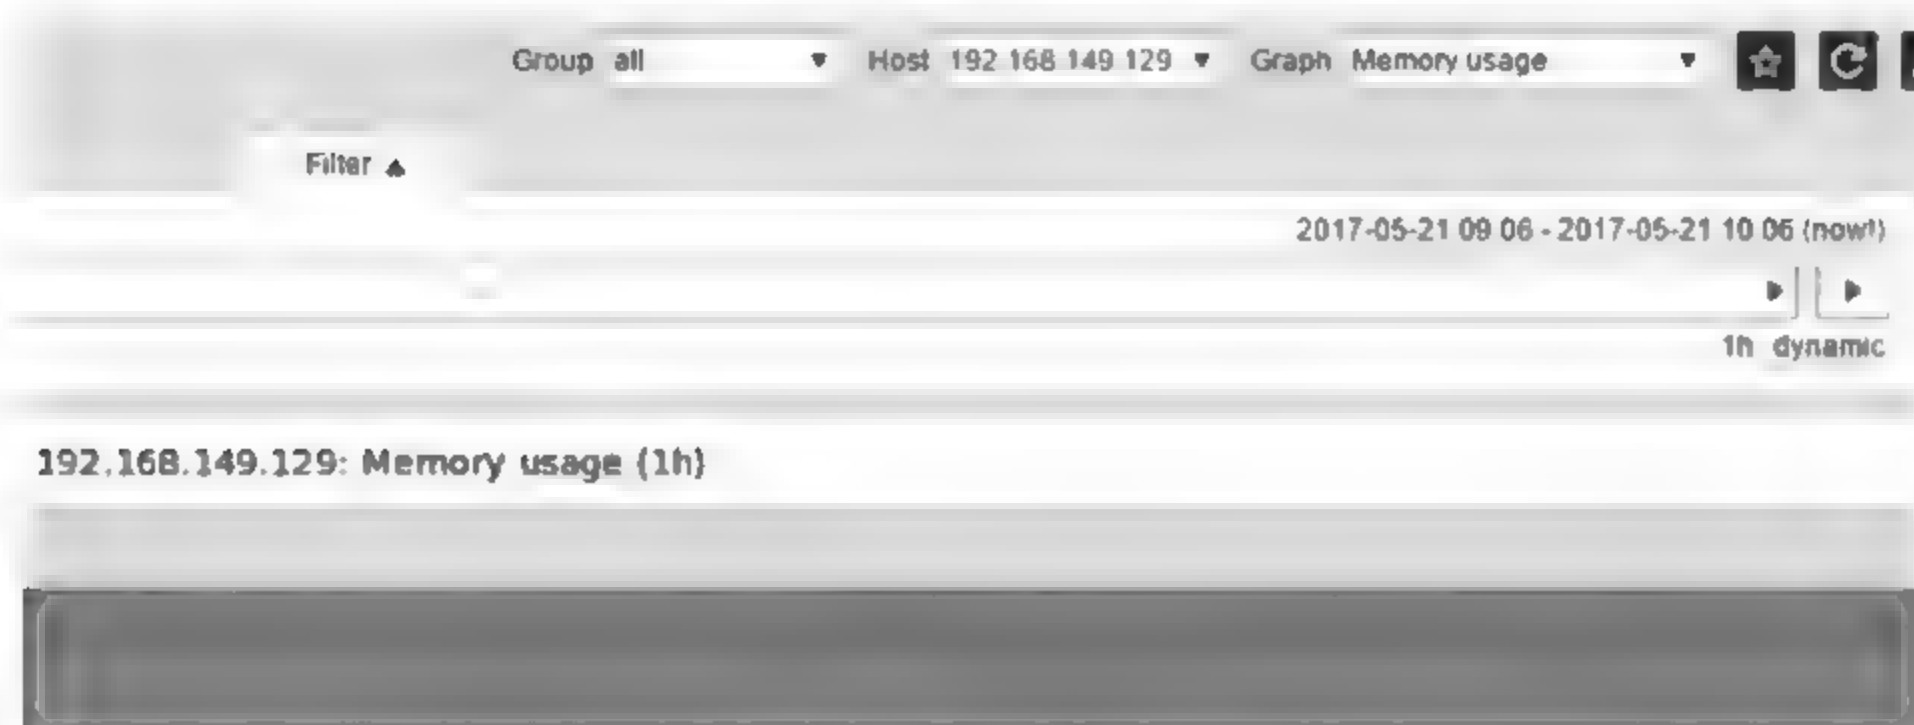 Group all Host 192 168 149 129 Graph Memory usage
Filter
2017-05-21 09 06 - 2017-05-21 10 06 (now!)
1h dynamic
192.168.149.129: Memory usage (1h)